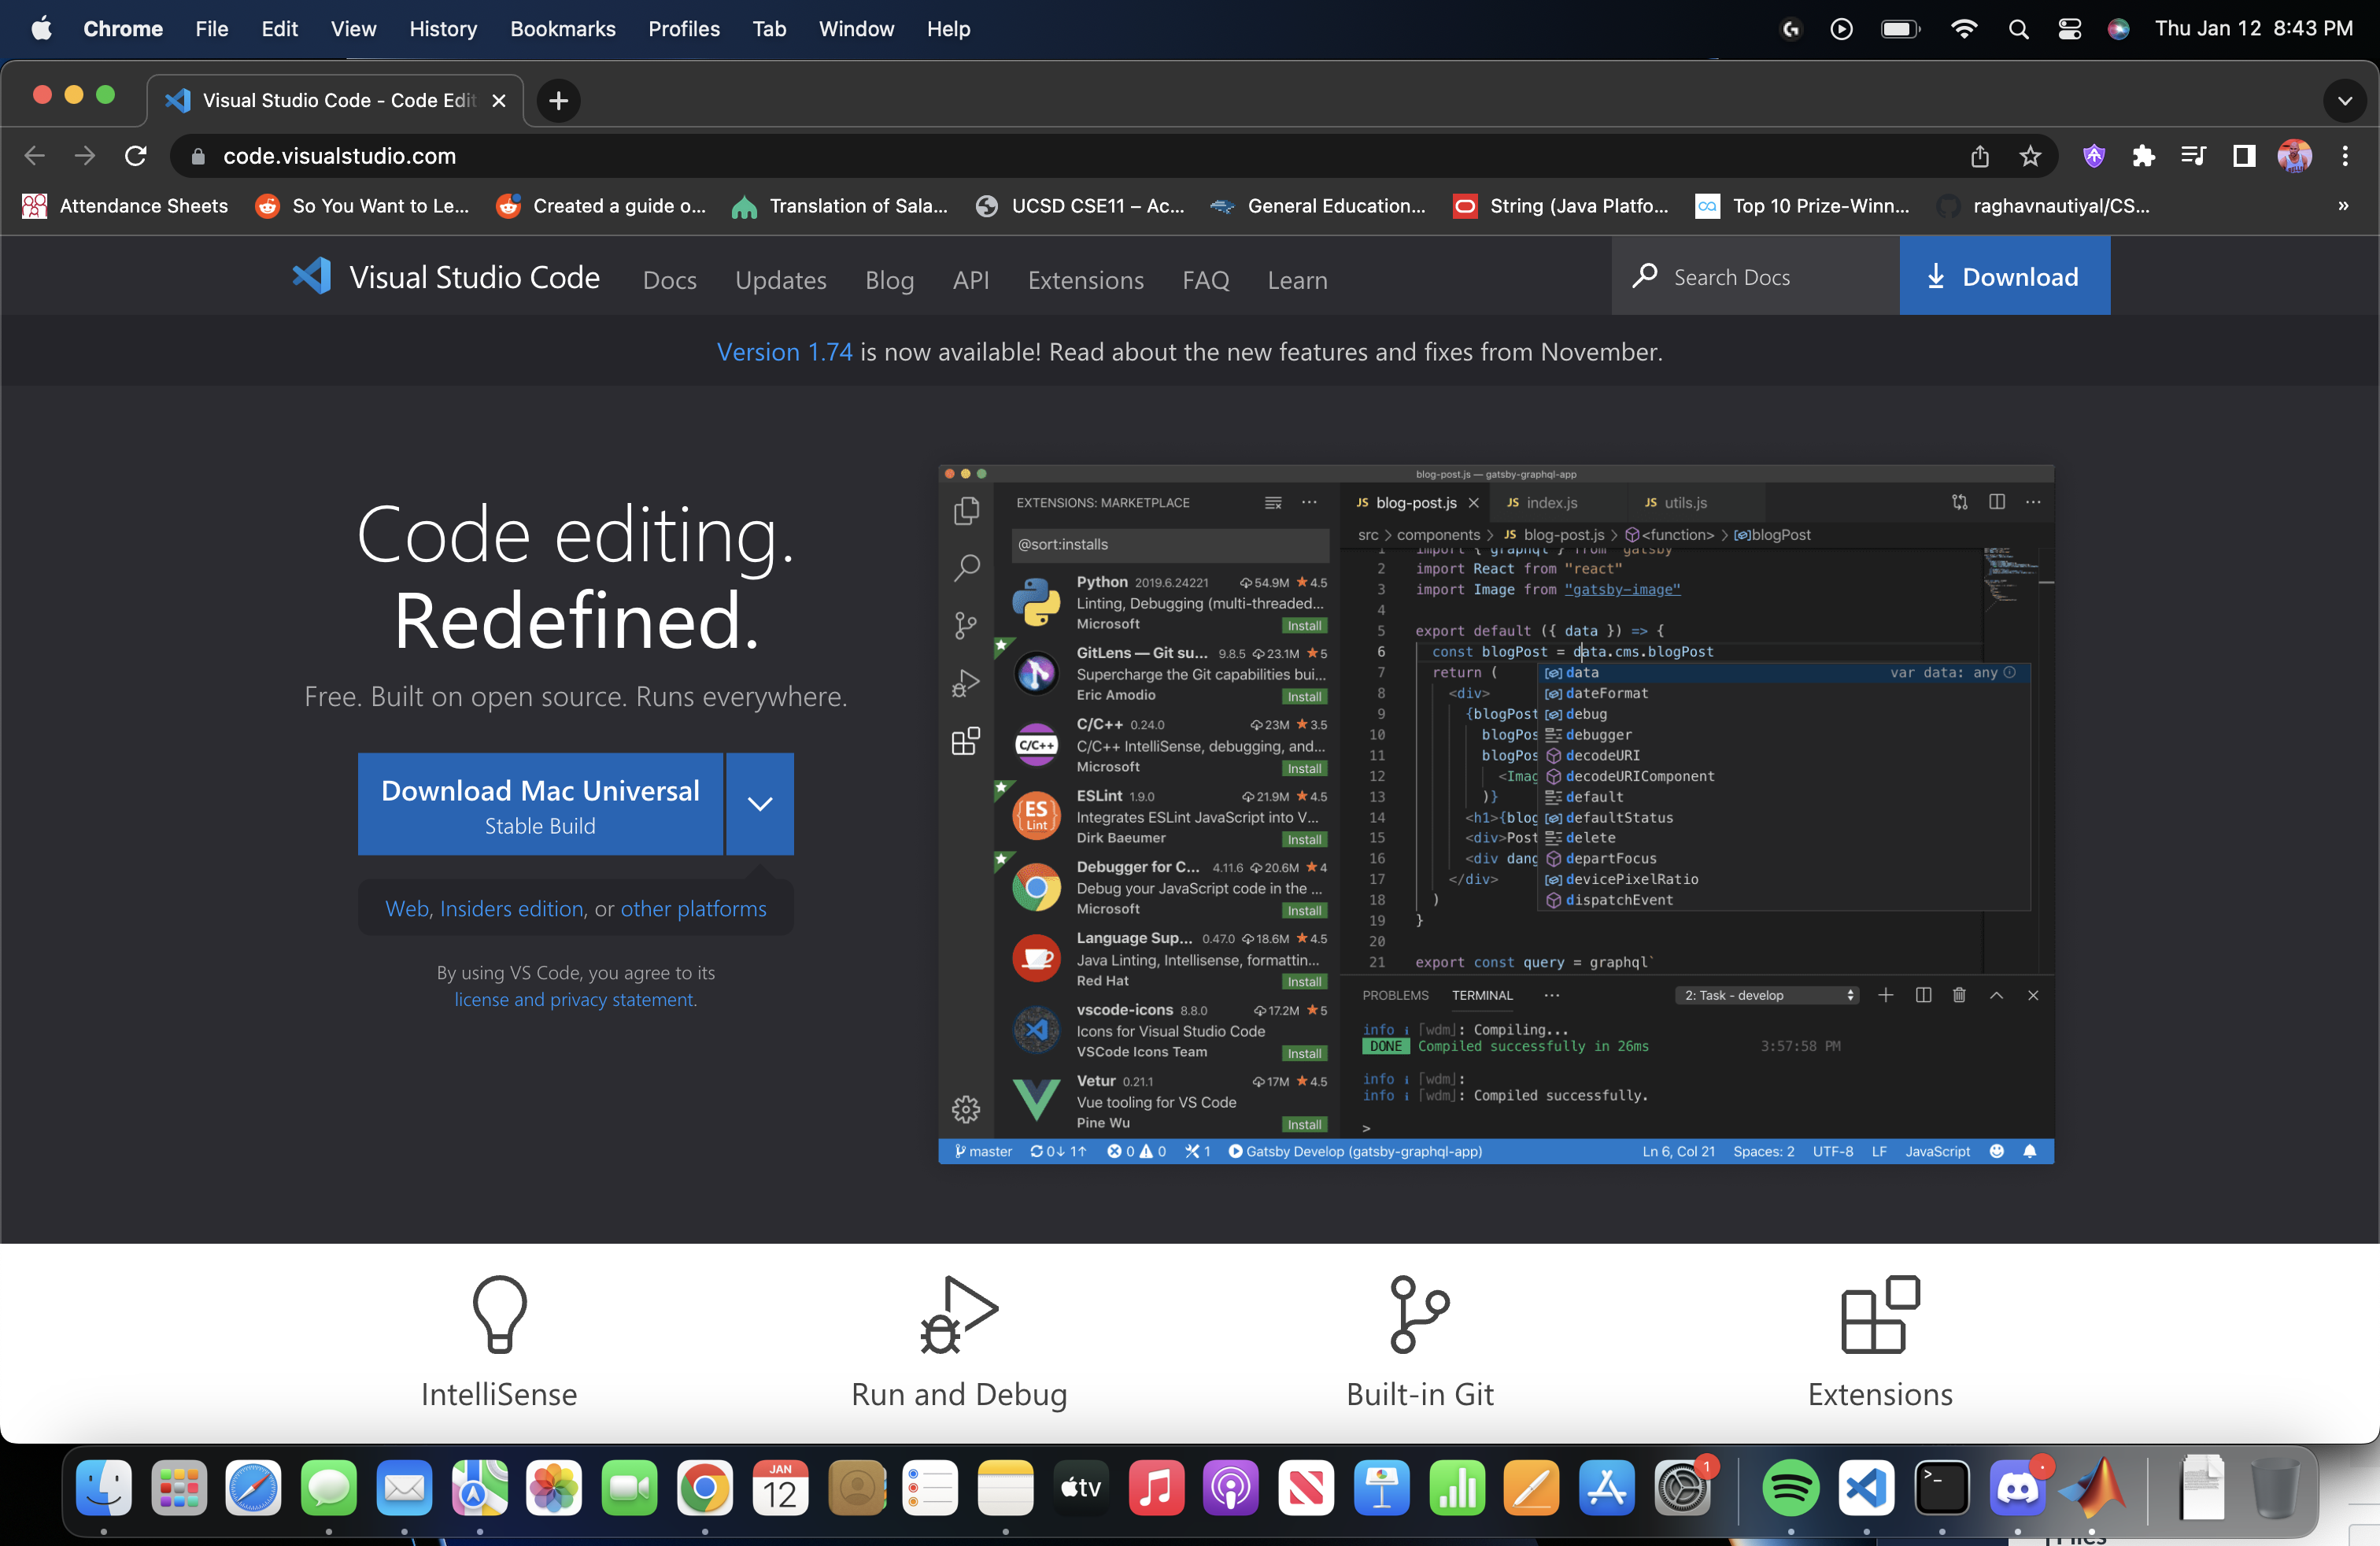 Chrome File Edit View History Bookmarks Profiles Tab Window Help Thu Jan 12 8:43 PM
Visual Studio Code - Code Edit
code.visualstudio.com
Attendance Sheets So You Want to Le... Created a guide o... Translation of Sala... UCSD CSE11 – Ac... General Education... String (Java Platfo... Top 10 Prize-Winn... raghavnautiyal/CS... »
Visual Studio Code Docs Updates Blog API Extensions FAQ Learn Search Docs Download
Version 1.74 is now available! Read about the new features and fixes from November.
Code editing.
Redefined.
Free. Built on open source. Runs everywhere.
Download Mac Universal
Stable Build
Web, Insiders edition, or other platforms
By using VS Code, you agree to its
license and privacy statement.
blog-post.js — gatsby-graphql-app
EXTENSIONS: MARKETPLACE
@sort:installs
Python 2019.6.24221 54.9M 4.5
Linting, Debugging (multi-threaded...
Microsoft Install
GitLens — Git su... 9.8.5 23.1M 5
Supercharge the Git capabilities bui...
Eric Amodio Install
C/C++ 0.24.0 23M 3.5
C/C++ C/C++ IntelliSense, debugging, and...
Microsoft Install
ESLint 1.9.0 21.9M 4.5
ES Lint Integrates ESLint JavaScript into V...
Dirk Baeumer Install
Debugger for C... 4.11.6 20.6M 4
Debug your JavaScript code in the ...
Microsoft Install
Language Sup... 0.47.0 18.6M 4.5
Java Linting, Intellisense, formattin...
Red Hat Install
vscode-icons 8.8.0 17.2M 5
Icons for Visual Studio Code
VSCode Icons Team Install
Vetur 0.21.1 17M 4.5
Vue tooling for VS Code
Pine Wu Install
JS blog-post.js JS index.js JS utils.js
src > components > JS blog-post.js > <function> > blogPost
1 import { graphql } from "gatsby"
2 import React from "react"
3 import Image from "gatsby-image"
4
5 export default ({ data }) => {
6 const blogPost = data.cms.blogPost
7 return (
8 <div>
9 {blogPost
10 blogPos
11 blogPos
12 <Imag
13 )}
14 <h1>{blog
15 <div>Post
16 <div dang
17 </div>
18 )
19 }
20
21 export const query = graphql`
data var data: any
dateFormat
debug
debugger
decodeURI
decodeURIComponent
default
defaultStatus
delete
departFocus
devicePixelRatio
dispatchEvent
PROBLEMS TERMINAL ... 2: Task - develop
info i [wdm]: Compiling...
DONE Compiled successfully in 26ms 3:57:58 PM
info i [wdm]:
info i [wdm]: Compiled successfully.
>
master 0↓ 1↑ 0 0 1 Gatsby Develop (gatsby-graphql-app) Ln 6, Col 21 Spaces: 2 UTF-8 LF JavaScript
IntelliSense Run and Debug Built-in Git Extensions
JAN
12
tv
1